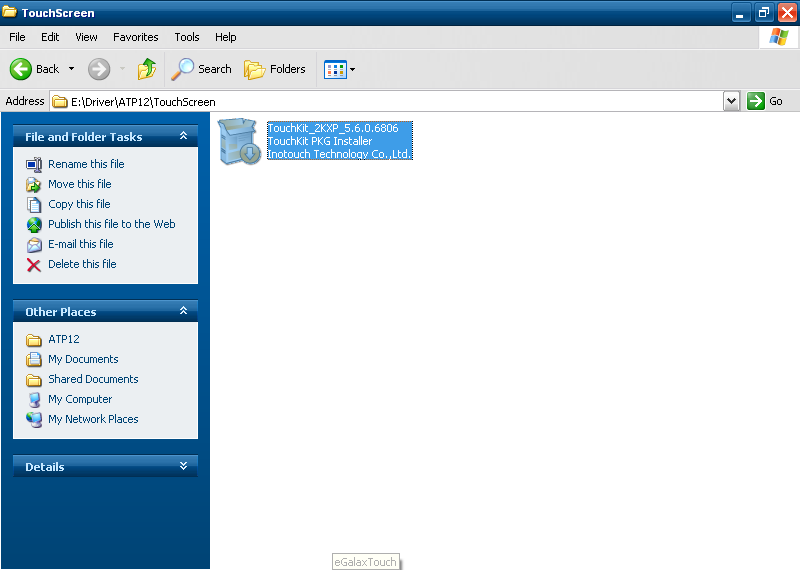 TouchScreen
File Edit View Favorites Tools Help
Back Search Folders
Address E:\Driver\ATP12\TouchScreen Go
File and Folder Tasks
Rename this file
Move this file
Copy this file
Publish this file to the Web
E-mail this file
Delete this file
Other Places
ATP12
My Documents
Shared Documents
My Computer
My Network Places
Details
TouchKit_2KXP_5.6.0.6806
TouchKit PKG Installer
Inotouch Technology Co.,Ltd.
eGalaxTouch